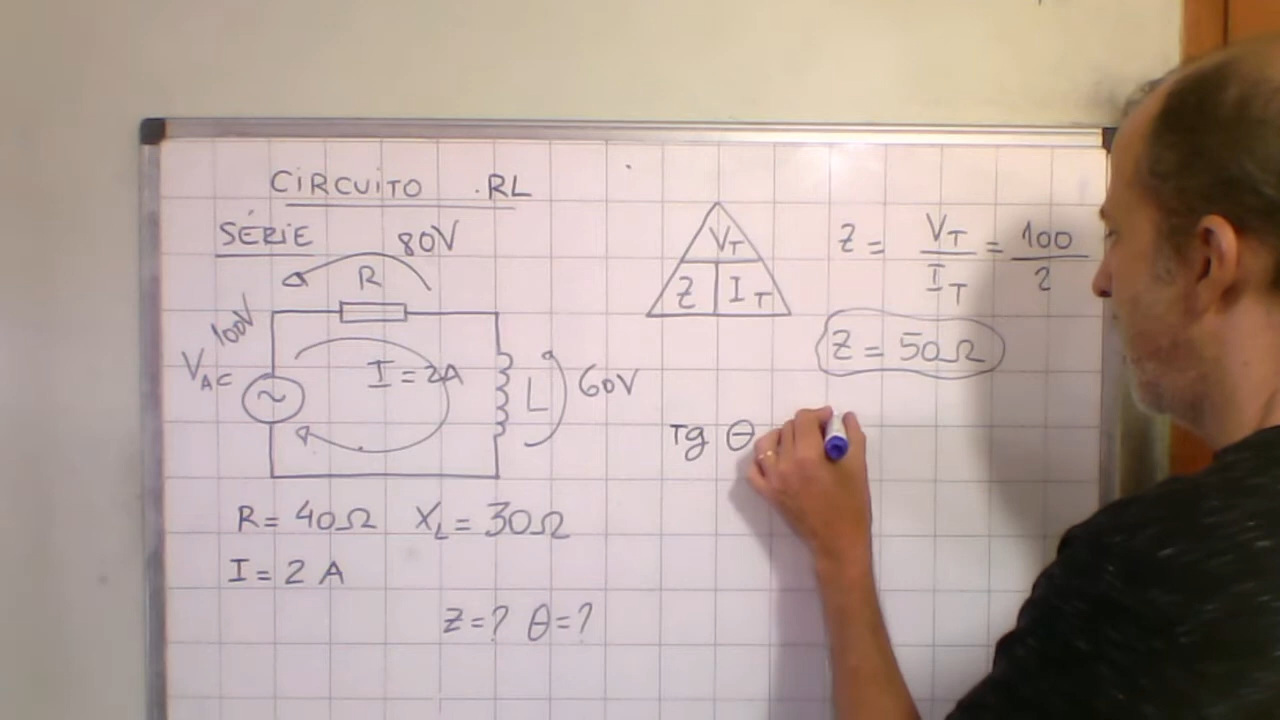 CIRCUITO RL
SÉRIE
80V
R
100V
VAC
I = 2A
L
60V
R = 40Ω XL = 30Ω
I = 2 A
Z = ? θ = ?
VT
Z IT
Z = VT/IT = 100/2
Z = 50Ω
Tg θ